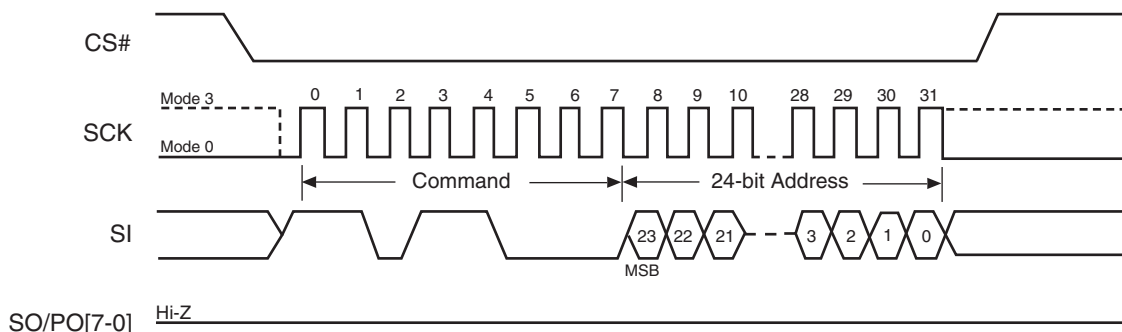 CS#
Mode 3
0 1 2 3 4 5 6 7 8 9 10 28 29 30 31
SCK
Mode 0
Command 24-bit Address
SI
23 22 21 3 2 1 0
MSB
Hi-Z
SO/PO[7-0]